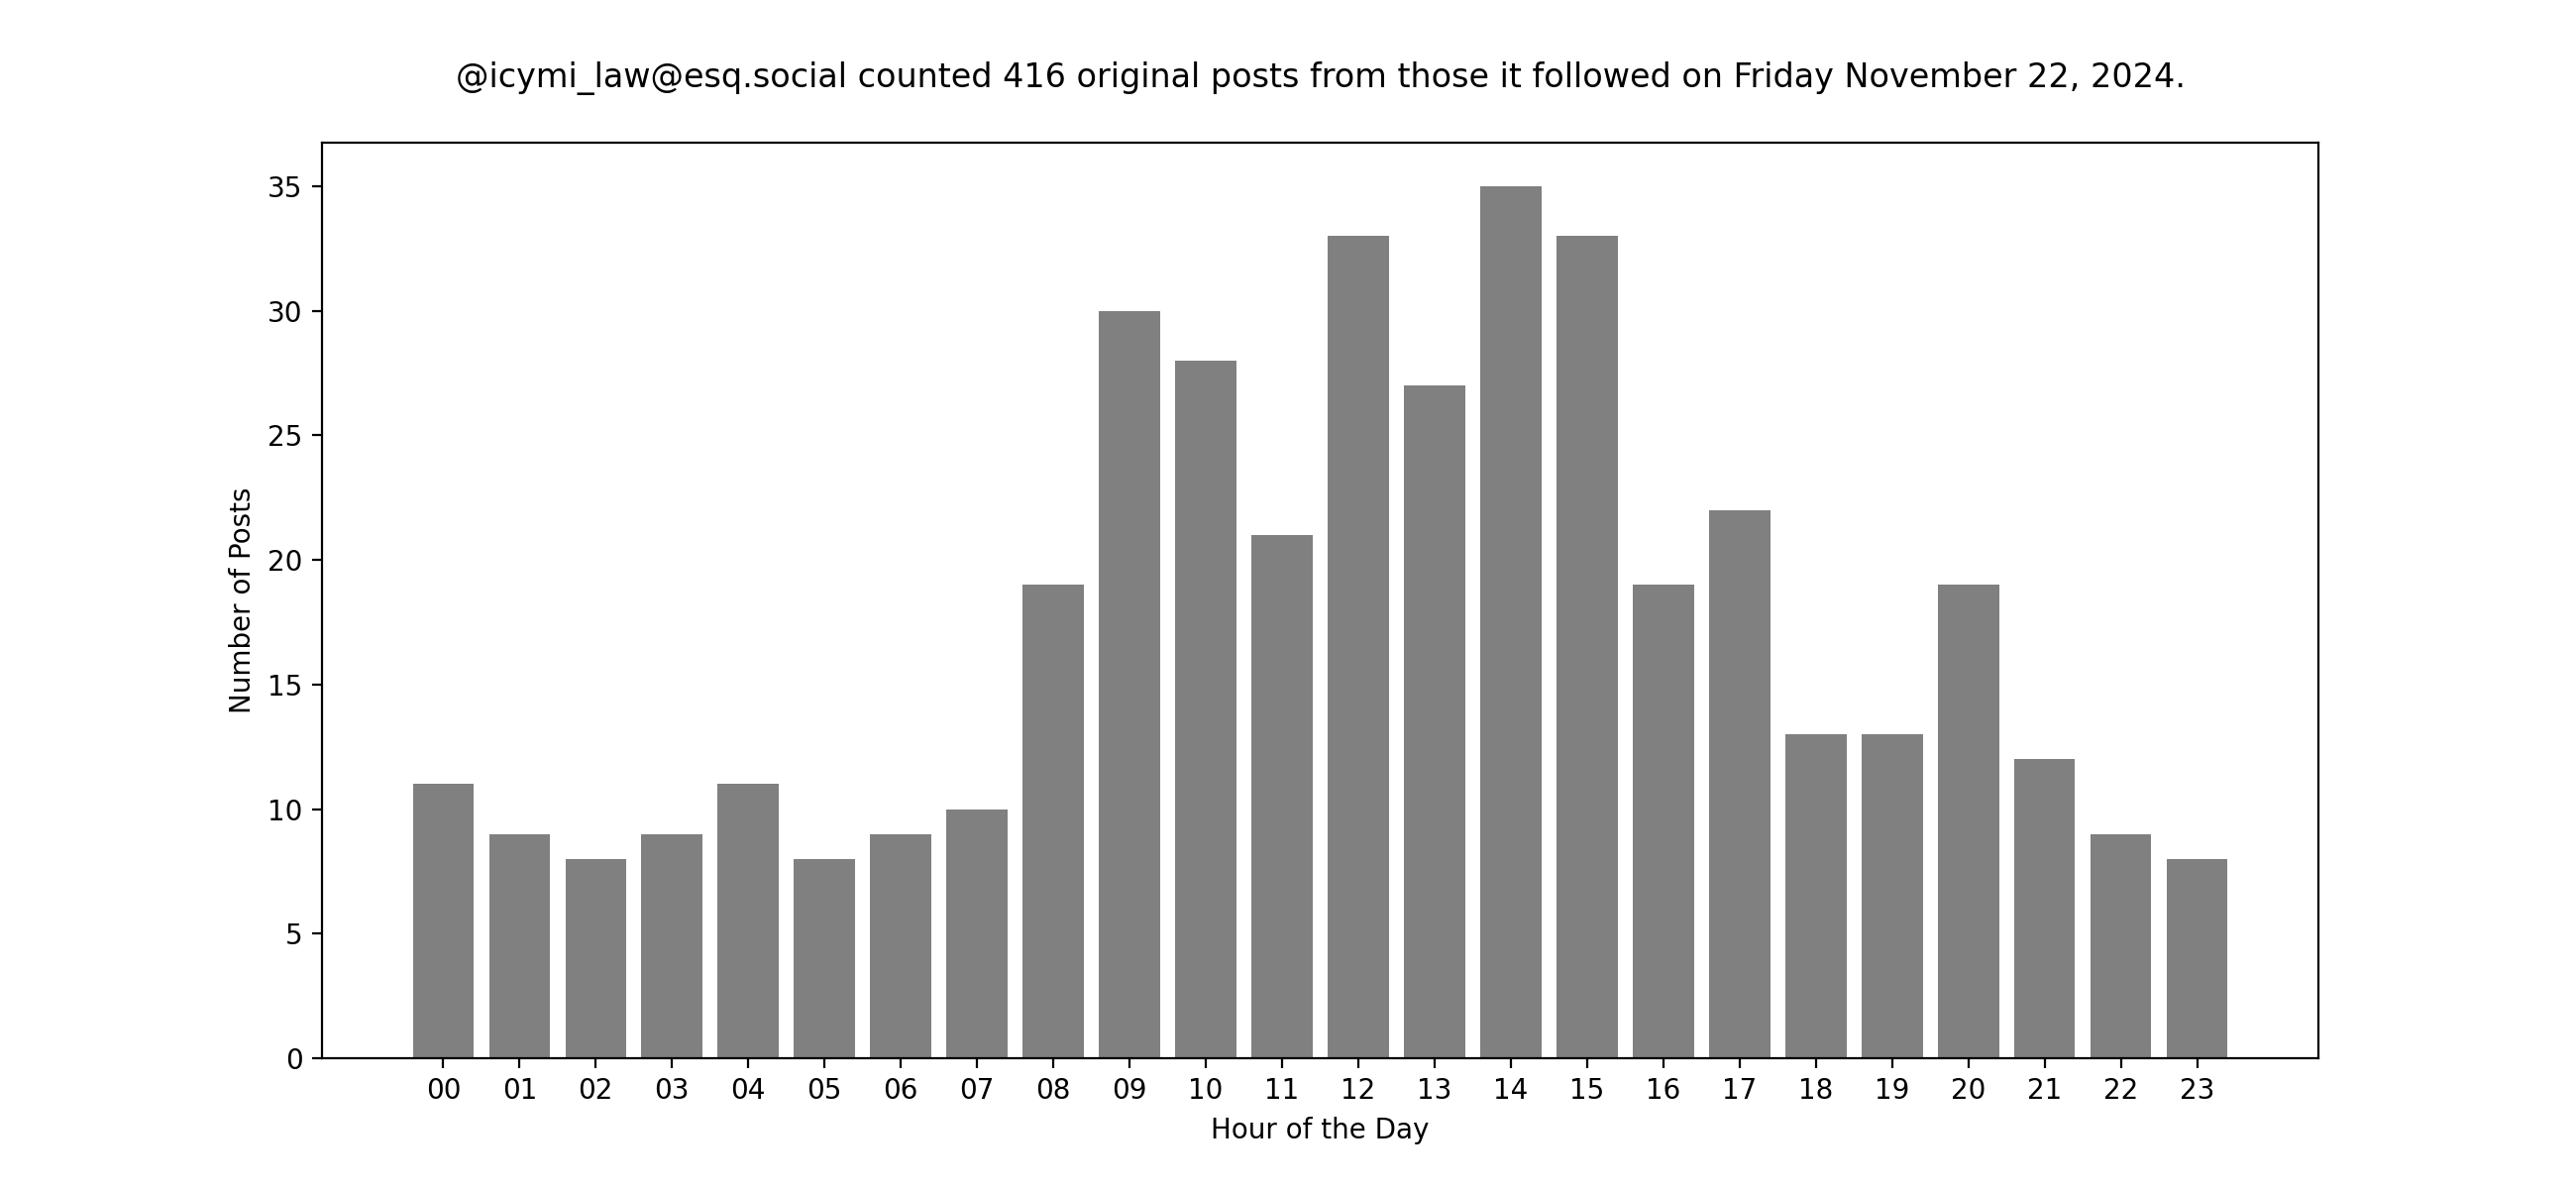 @icymi_law@esq.social counted 416 original posts from those it followed on Friday November 22, 2024.
35
30
25
20
15
10
5
0
Number of Posts
00 01 02 03 04 05 06 07 08 09 10 11 12 13 14 15 16 17 18 19 20 21 22 23
Hour of the Day